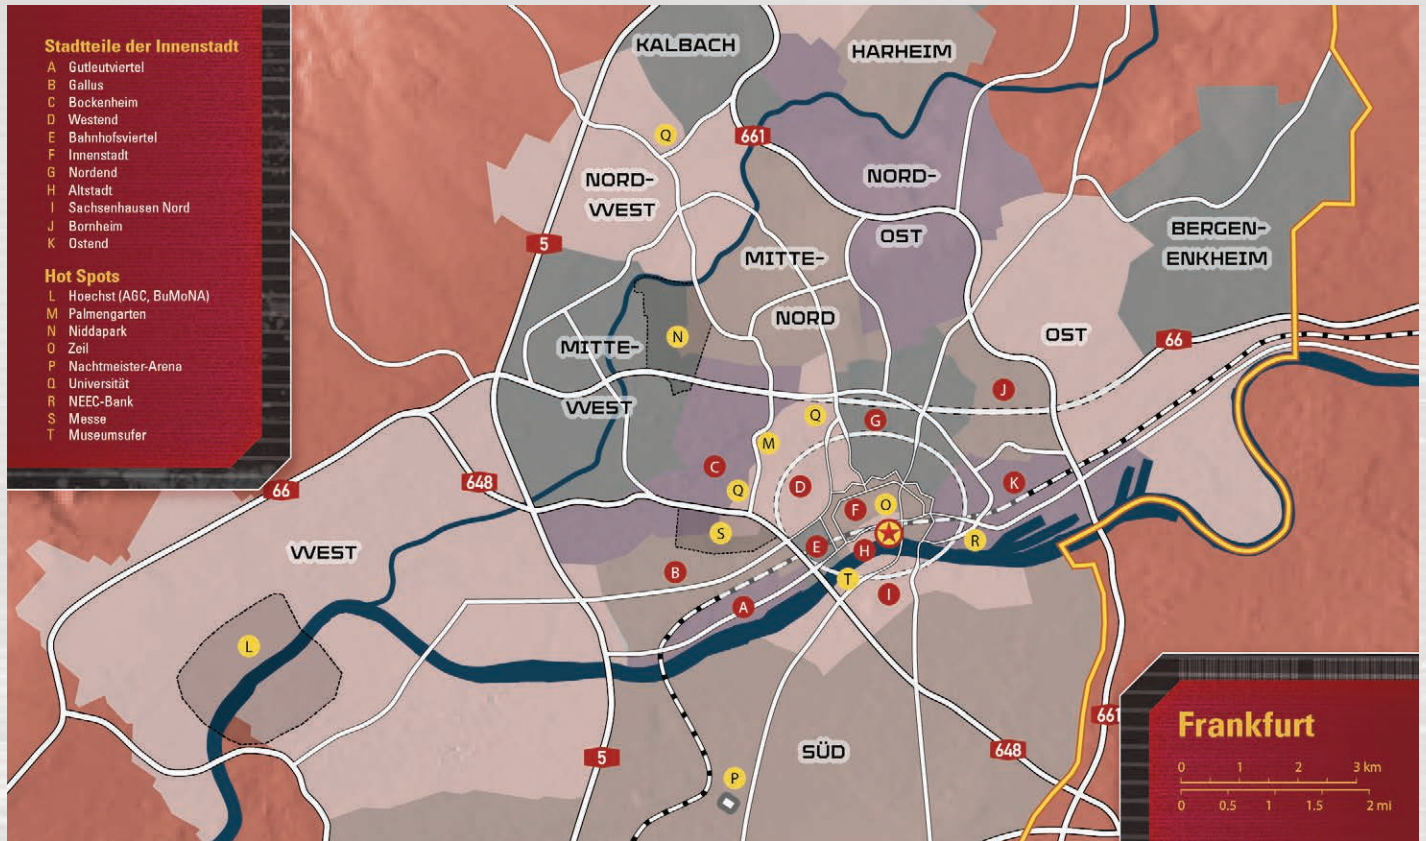 Stadtteile der Innenstadt
A Gutleutviertel
B Gallus
C Bockenheim
D Westend
E Bahnhofsviertel
F Innenstadt
G Nordend
H Altstadt
I Sachsenhausen Nord
J Bornheim
K Ostend
Hot Spots
L Hoechst (AGC, BuMoNA)
M Palmengarten
N Niddapark
O Zeil
P Nachtmeister-Arena
Q Universität
R NEEC-Bank
S Messe
T Museumsufer
KALBACH
HARHEIM
Q
661
NORD-
WEST
NORD-
OST
5
BERGEN-
ENKHEIM
MITTE-
NORD
N
MITTE-
WEST
OST
66
J
Q
G
M
C
D
Q
K
648
66
F
O
S
R
E
H
WEST
B
T
I
A
L
SÜD
5
P
648
661
Frankfurt
0 1 2 3 km
0 0.5 1 1.5 2 mi